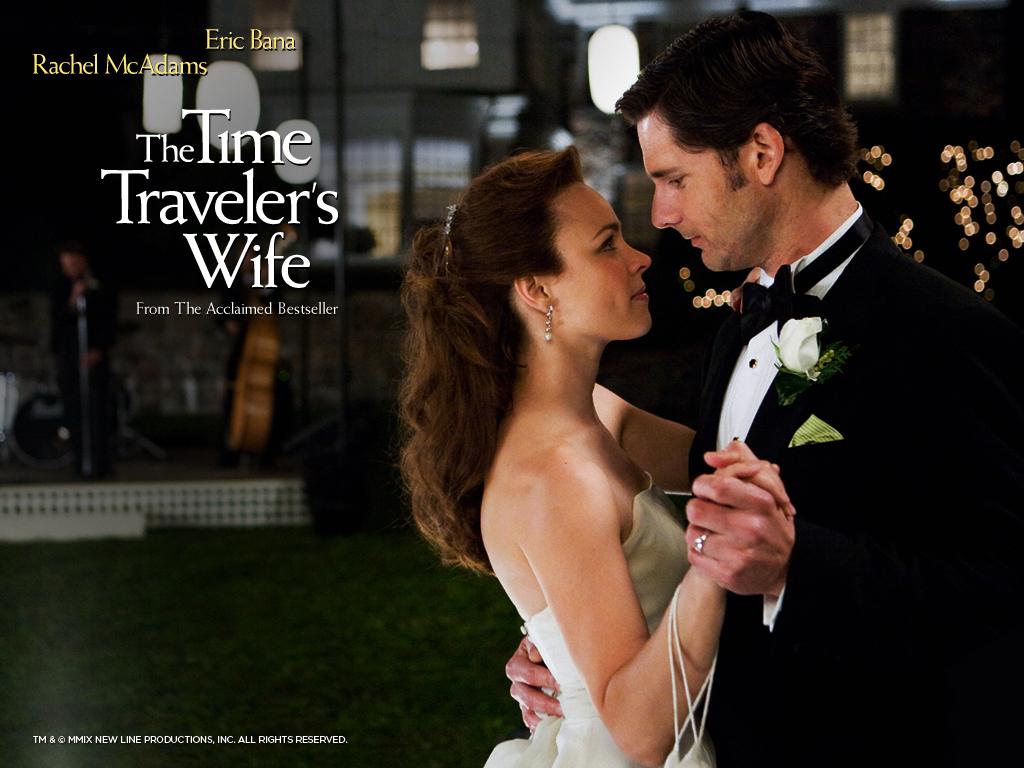 Eric Bana
Rachel McAdams
The Time
Traveler's
Wife
From The Acclaimed Bestseller
TM & © MMIX NEW LINE PRODUCTIONS, INC. ALL RIGHTS RESERVED.